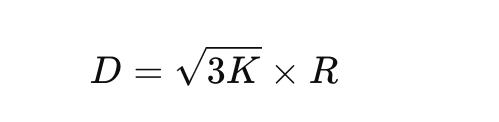 D = √3K × R